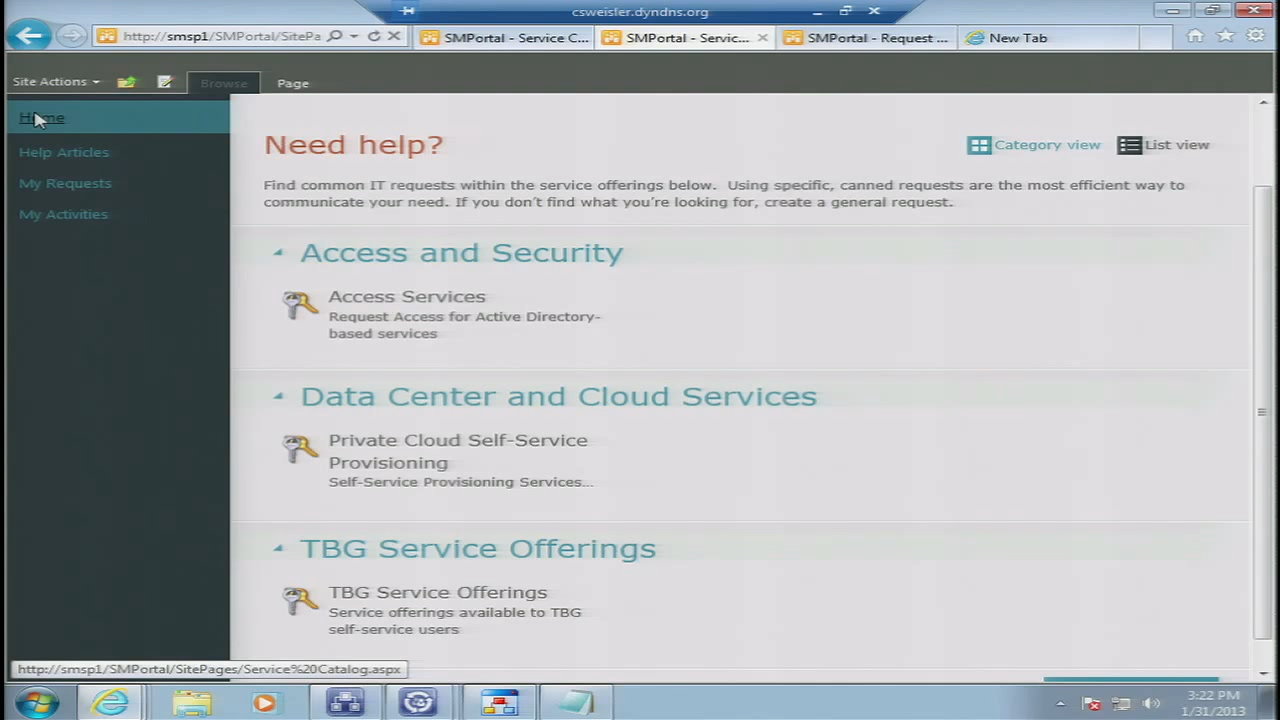 csweisler.dyndns.org
http://smsp1/SMPortal/SitePa
SMPortal - Service C...
SMPortal - Servic...
SMPortal - Request ...
New Tab
Site Actions
Browse
Page
Home
Help Articles
My Requests
My Activities
Need help?
Category view
List view
Find common IT requests within the service offerings below. Using specific, canned requests are the most efficient way to
communicate your need. If you don't find what you're looking for, create a general request.
Access and Security
Access Services
Request Access for Active Directory-
based services
Data Center and Cloud Services
Private Cloud Self-Service
Provisioning
Self-Service Provisioning Services...
TBG Service Offerings
TBG Service Offerings
Service offerings available to TBG
self-service users
http://smsp1/SMPortal/SitePages/Service%20Catalog.aspx
3:22 PM
1/31/2013